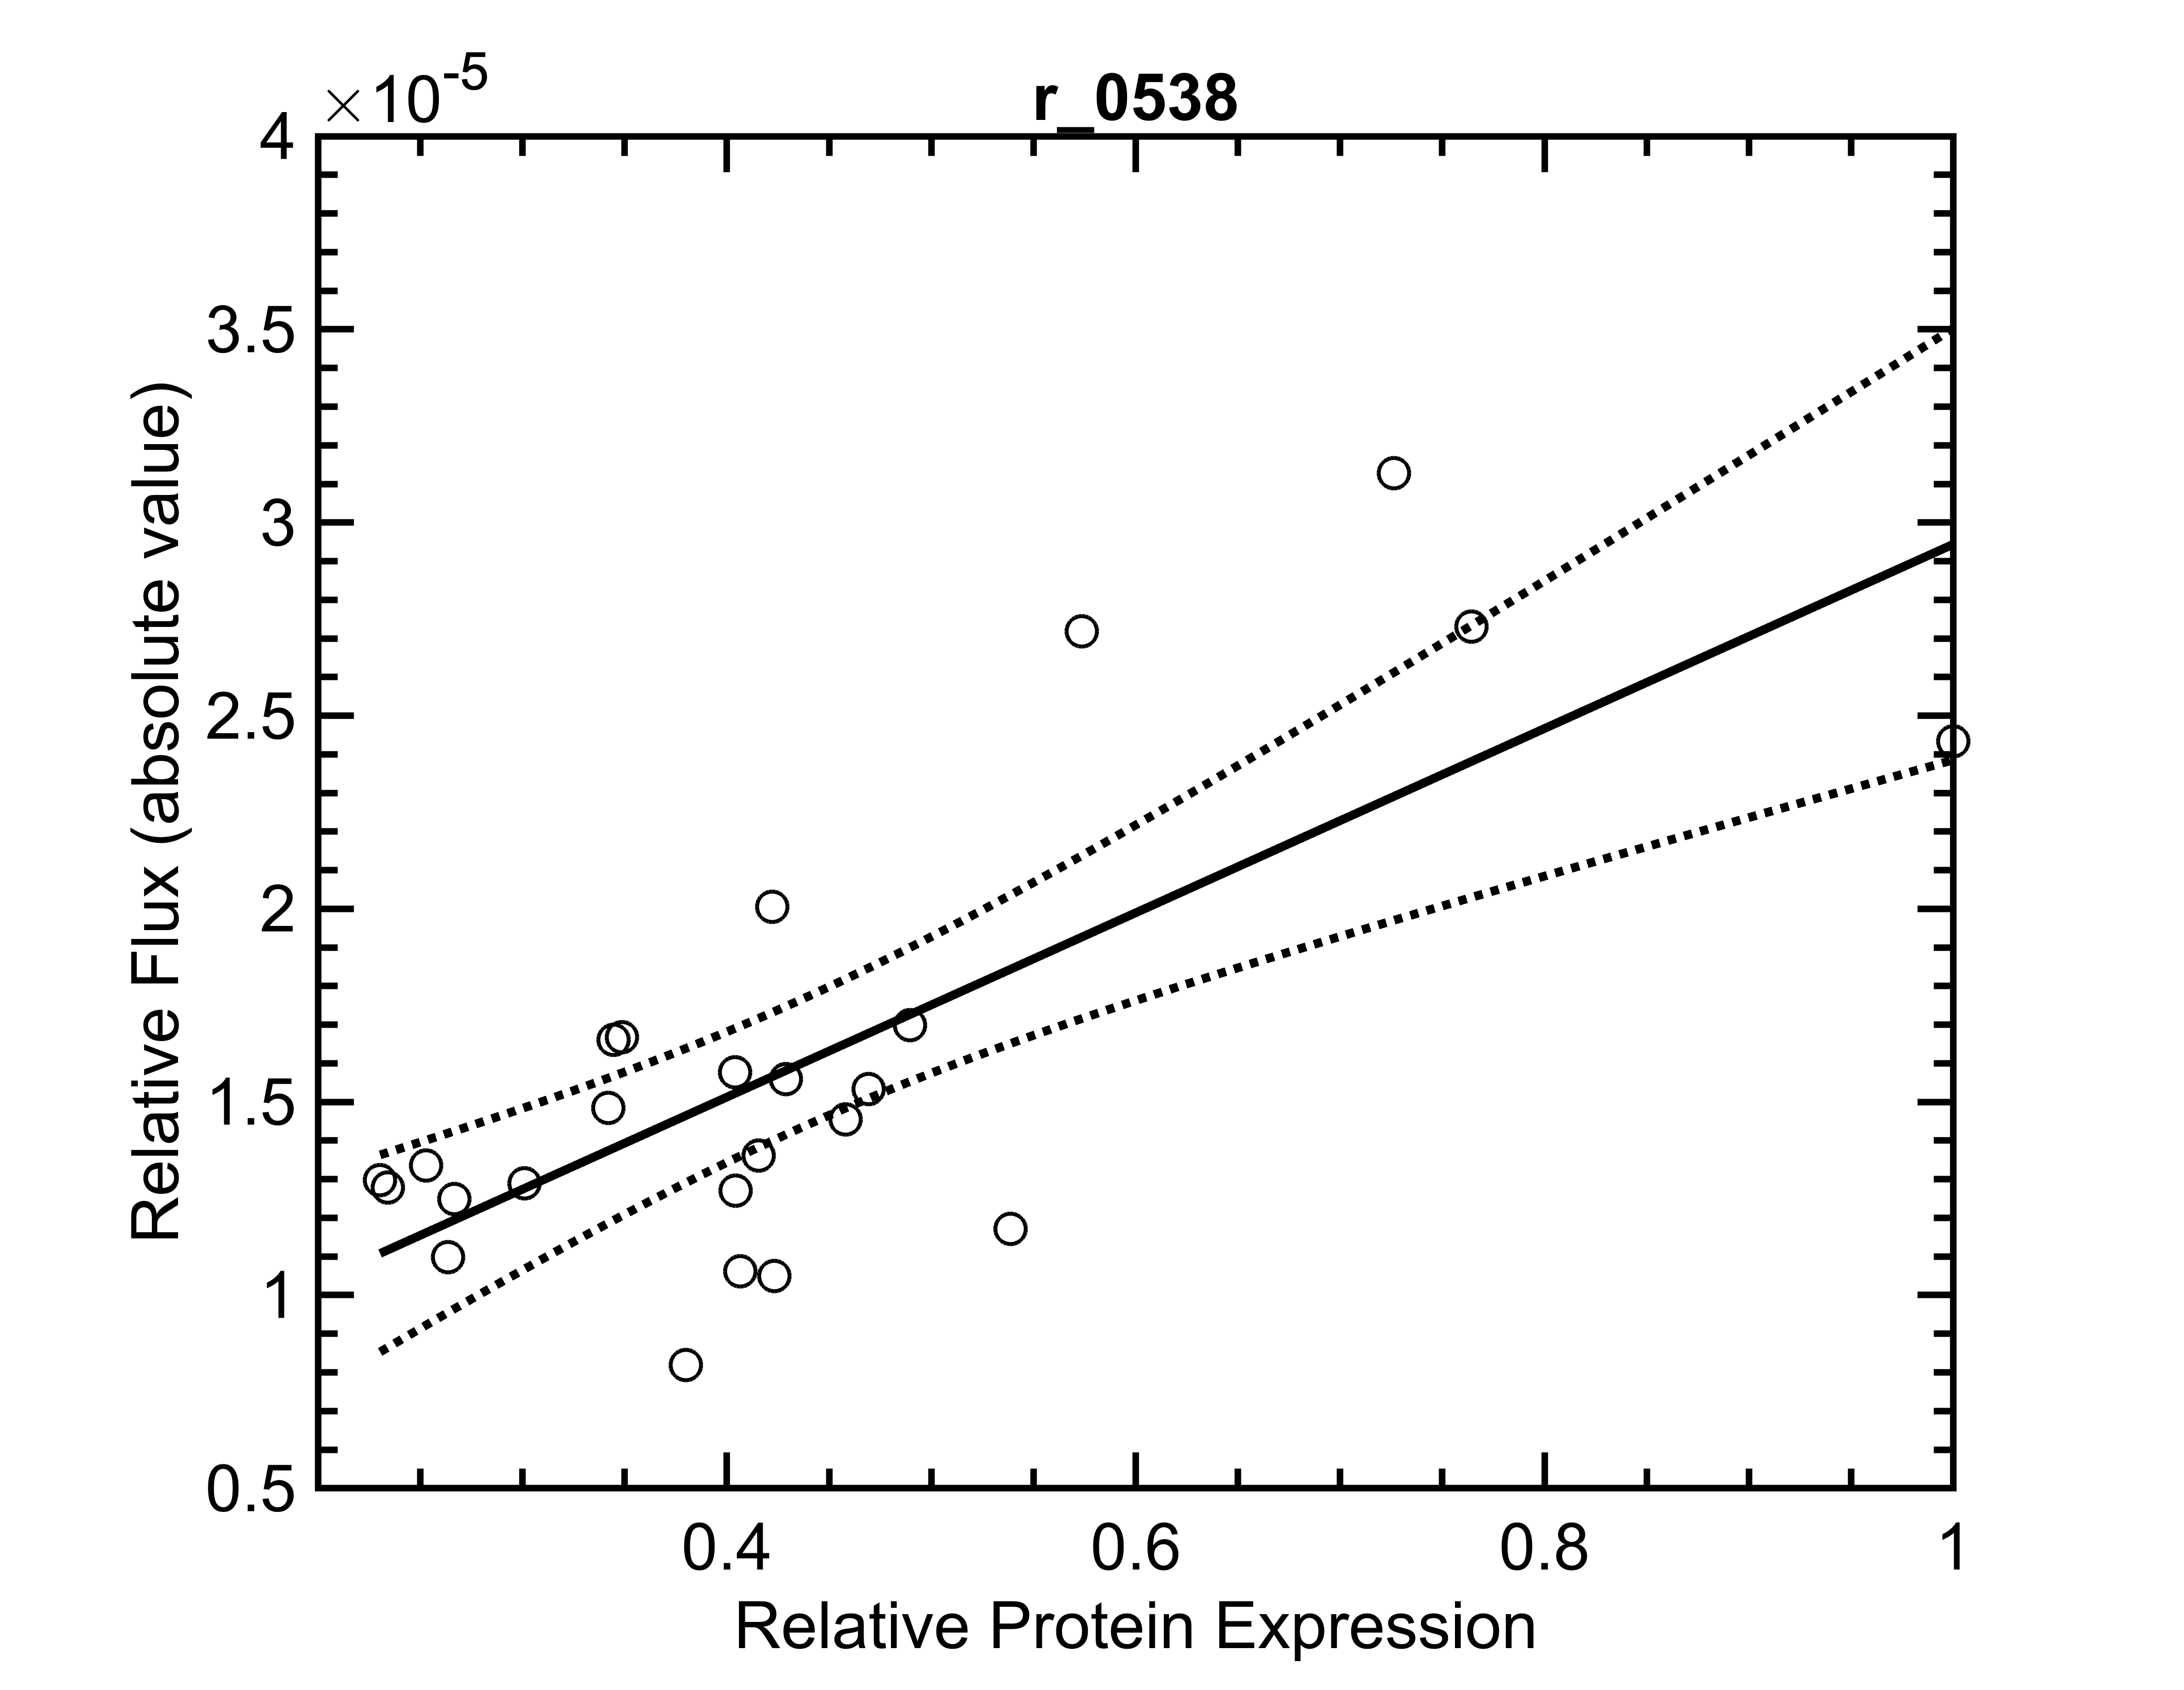 ×10-5
r_0538
4
3.5
3
2.5
2
1.5
1
0.5
Relative Flux (absolute value)
0.4 0.6 0.8 1
Relative Protein Expression